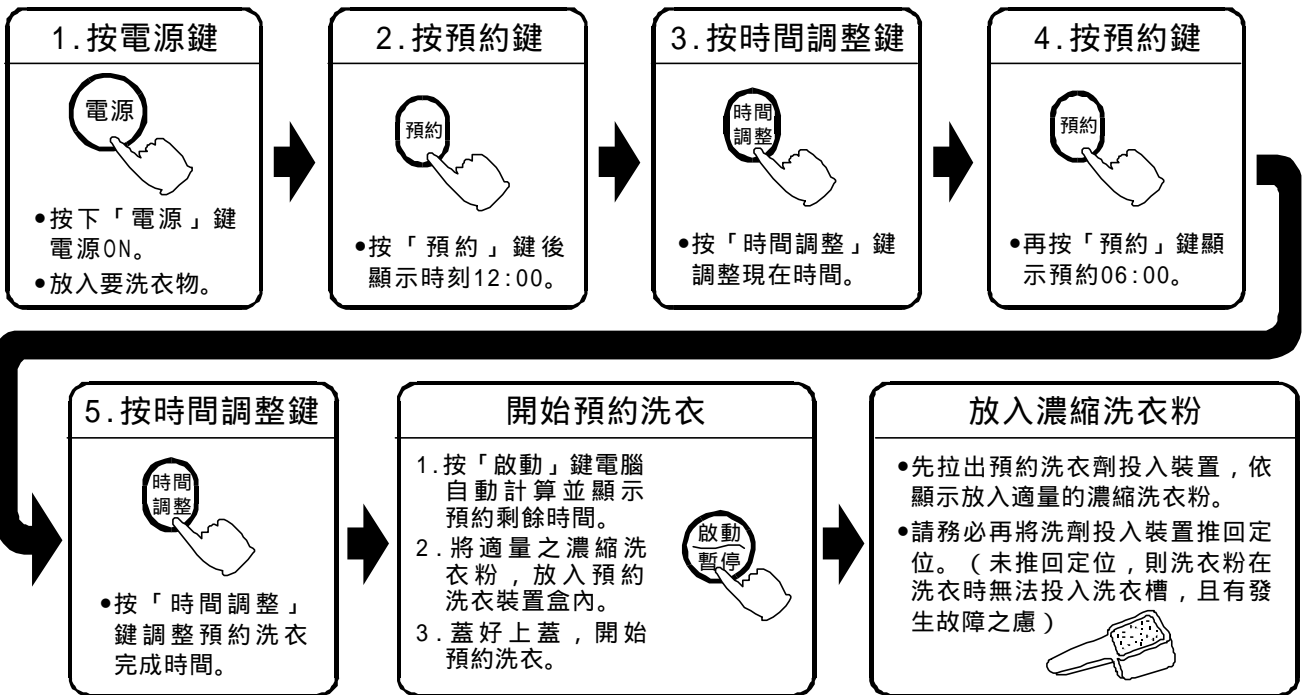 1.按電源鍵
電源
●按下「電源」鍵
電源ON。
●放入要洗衣物。
2.按預約鍵
預約
●按「預約」鍵後
顯示時刻12:00。
3.按時間調整鍵
時間
調整
●按「時間調整」鍵
調整現在時間。
4.按預約鍵
預約
●再按「預約」鍵顯
示預約06:00。
5.按時間調整鍵
時間
調整
●按「時間調整」
鍵調整預約洗衣
完成時間。
開始預約洗衣
1.按「啟動」鍵電腦
自動計算並顯示
預約剩餘時間。
2.將適量之濃縮洗
衣粉，放入預約
洗衣裝置盒內。
3.蓋好上蓋，開始
預約洗衣。
啟動
暫停
放入濃縮洗衣粉
●先拉出預約洗衣劑投入裝置，依
顯示放入適量的濃縮洗衣粉。
●請務必再將洗劑投入裝置推回定
位。（未推回定位，則洗衣粉在
洗衣時無法投入洗衣槽，且有發
生故障之慮）